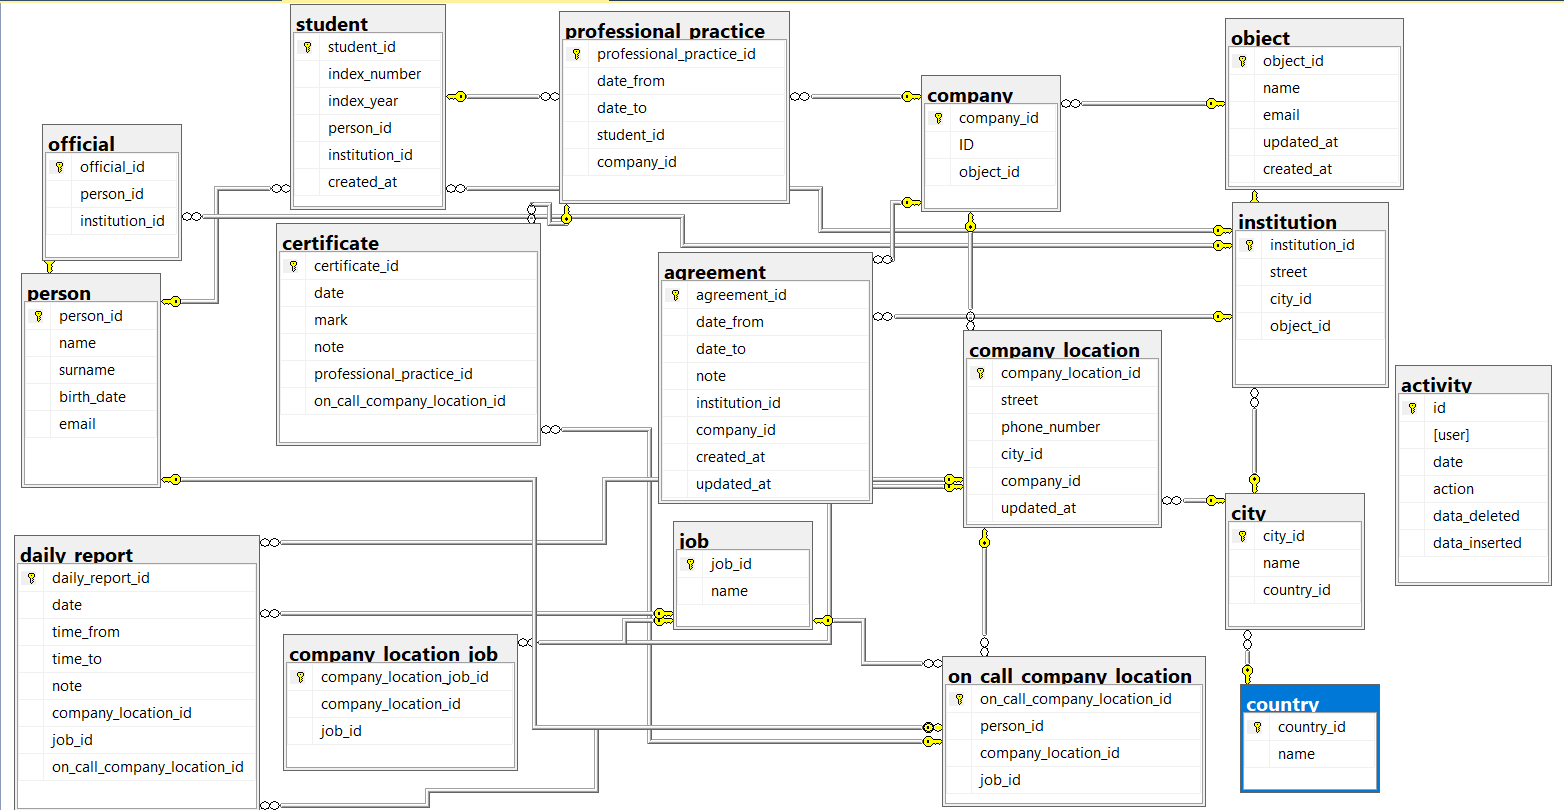 student
student_id
index_number
index_year
person_id
institution_id
created_at
professional_practice
professional_practice_id
date_from
date_to
student_id
company_id
company
company_id
ID
object_id
object
object_id
name
email
updated_at
created_at
official
official_id
person_id
institution_id
person
person_id
name
surname
birth_date
email
certificate
certificate_id
date
mark
note
professional_practice_id
on_call_company_location_id
agreement
agreement_id
date_from
date_to
note
institution_id
company_id
created_at
updated_at
institution
institution_id
street
city_id
object_id
company_location
company_location_id
street
phone_number
city_id
company_id
updated_at
activity
id
[user]
date
action
data_deleted
data_inserted
city
city_id
name
country_id
job
job_id
name
daily_report
daily_report_id
date
time_from
time_to
note
company_location_id
job_id
on_call_company_location_id
company_location_job
company_location_job_id
company_location_id
job_id
on_call_company_location
on_call_company_location_id
person_id
company_location_id
job_id
country
country_id
name